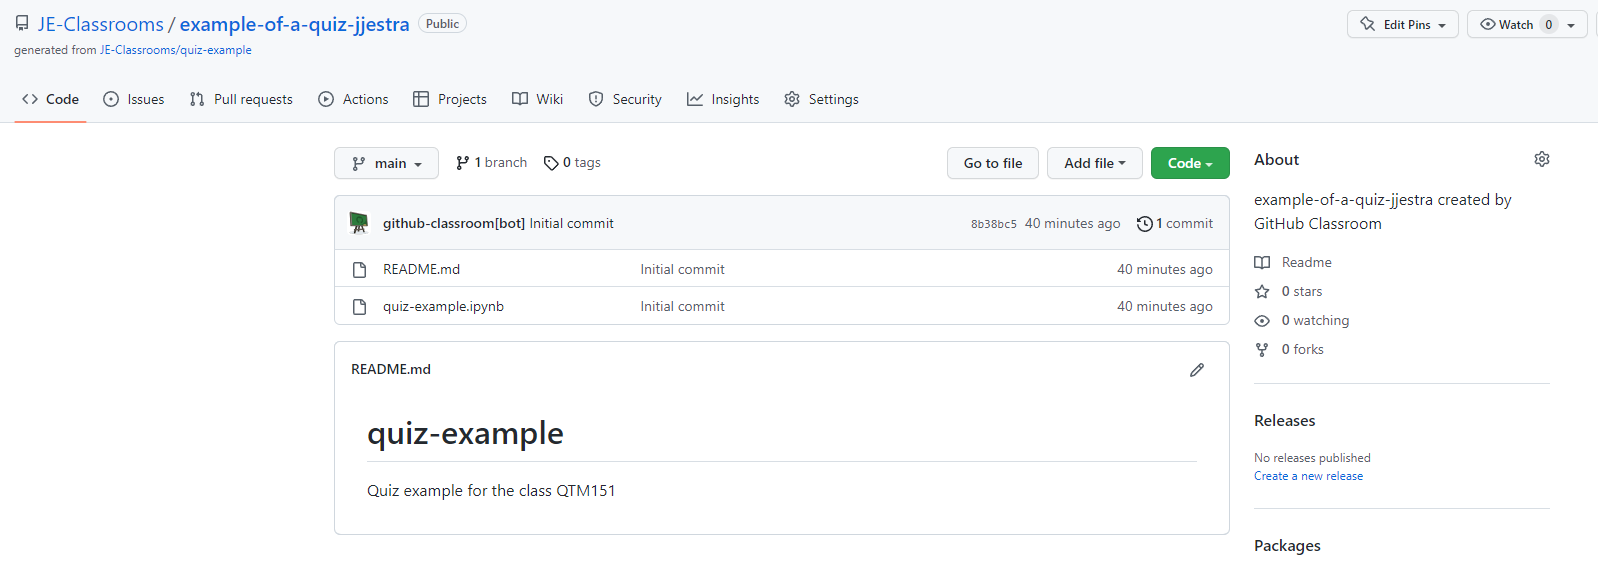 JE-Classrooms / example-of-a-quiz-jjestra Public
Edit Pins Watch 0
generated from JE-Classrooms/quiz-example
Code Issues Pull requests Actions Projects Wiki Security Insights Settings
main 1 branch 0 tags Go to file Add file Code
github-classroom[bot] Initial commit 8b38bc5 40 minutes ago 1 commit
README.md Initial commit 40 minutes ago
quiz-example.ipynb Initial commit 40 minutes ago
README.md
quiz-example
Quiz example for the class QTM151
About
example-of-a-quiz-jjestra created by
GitHub Classroom
Readme
0 stars
0 watching
0 forks
Releases
No releases published
Create a new release
Packages